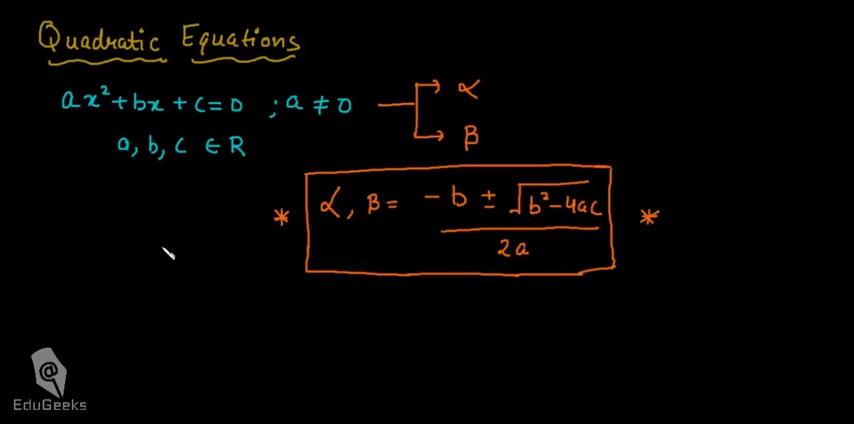 Quadratic Equations
ax²+bx+c=0 ; a≠0 → α
→ β
a, b, c ∈ R
* α, β = -b ± √b²-4ac / 2a *
@
EduGeeks